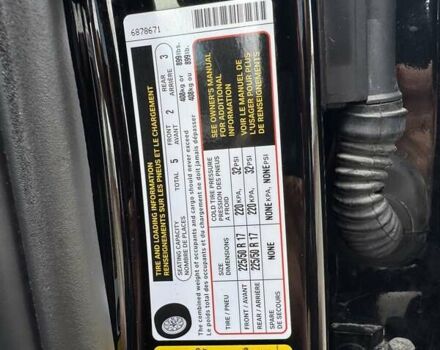 6878671
TIRE AND LOADING INFORMATION
RENSEIGNEMENTS SUR LES PNEUS ET LE CHARGEMENT
SEATING CAPACITY TOTAL 5 FRONT 2 REAR 3
NOMBRE DE PLACES AVANT ARRIÈRE
The combined weight of occupants and cargo should never exceed 408kg or 899lbs.
Le poids total des occupants et du chargement ne doit jamais dépasser 408kg ou 899lb.
TIRE / PNEU DIMENSIONS COLD TIRE PRESSURE
PRESSION DES PNEUS
À FROID
FRONT / AVANT 225/50 R 17 220 KPA, 32 PSI
REAR / ARRIÈRE 225/50 R 17 220 KPA, 32 PSI
SPARE NONE NONE KPA, NONE PSI
DE SECOURS
SEE OWNER'S MANUAL
FOR ADDITIONAL
INFORMATION
VOIR LE MANUEL DE
L'USAGER POUR PLUS
DE RENSEIGNEMENTS